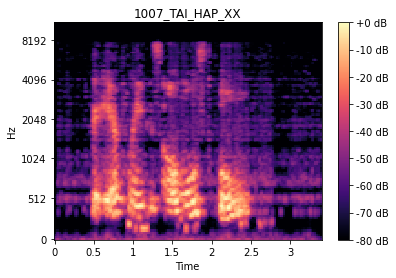 1007_TAI_HAP_XX
Hz
8192
4096
2048
1024
512
0
0
0.5
1
1.5
2
2.5
3
Time
+0 dB
-10 dB
-20 dB
-30 dB
-40 dB
-50 dB
-60 dB
-70 dB
-80 dB